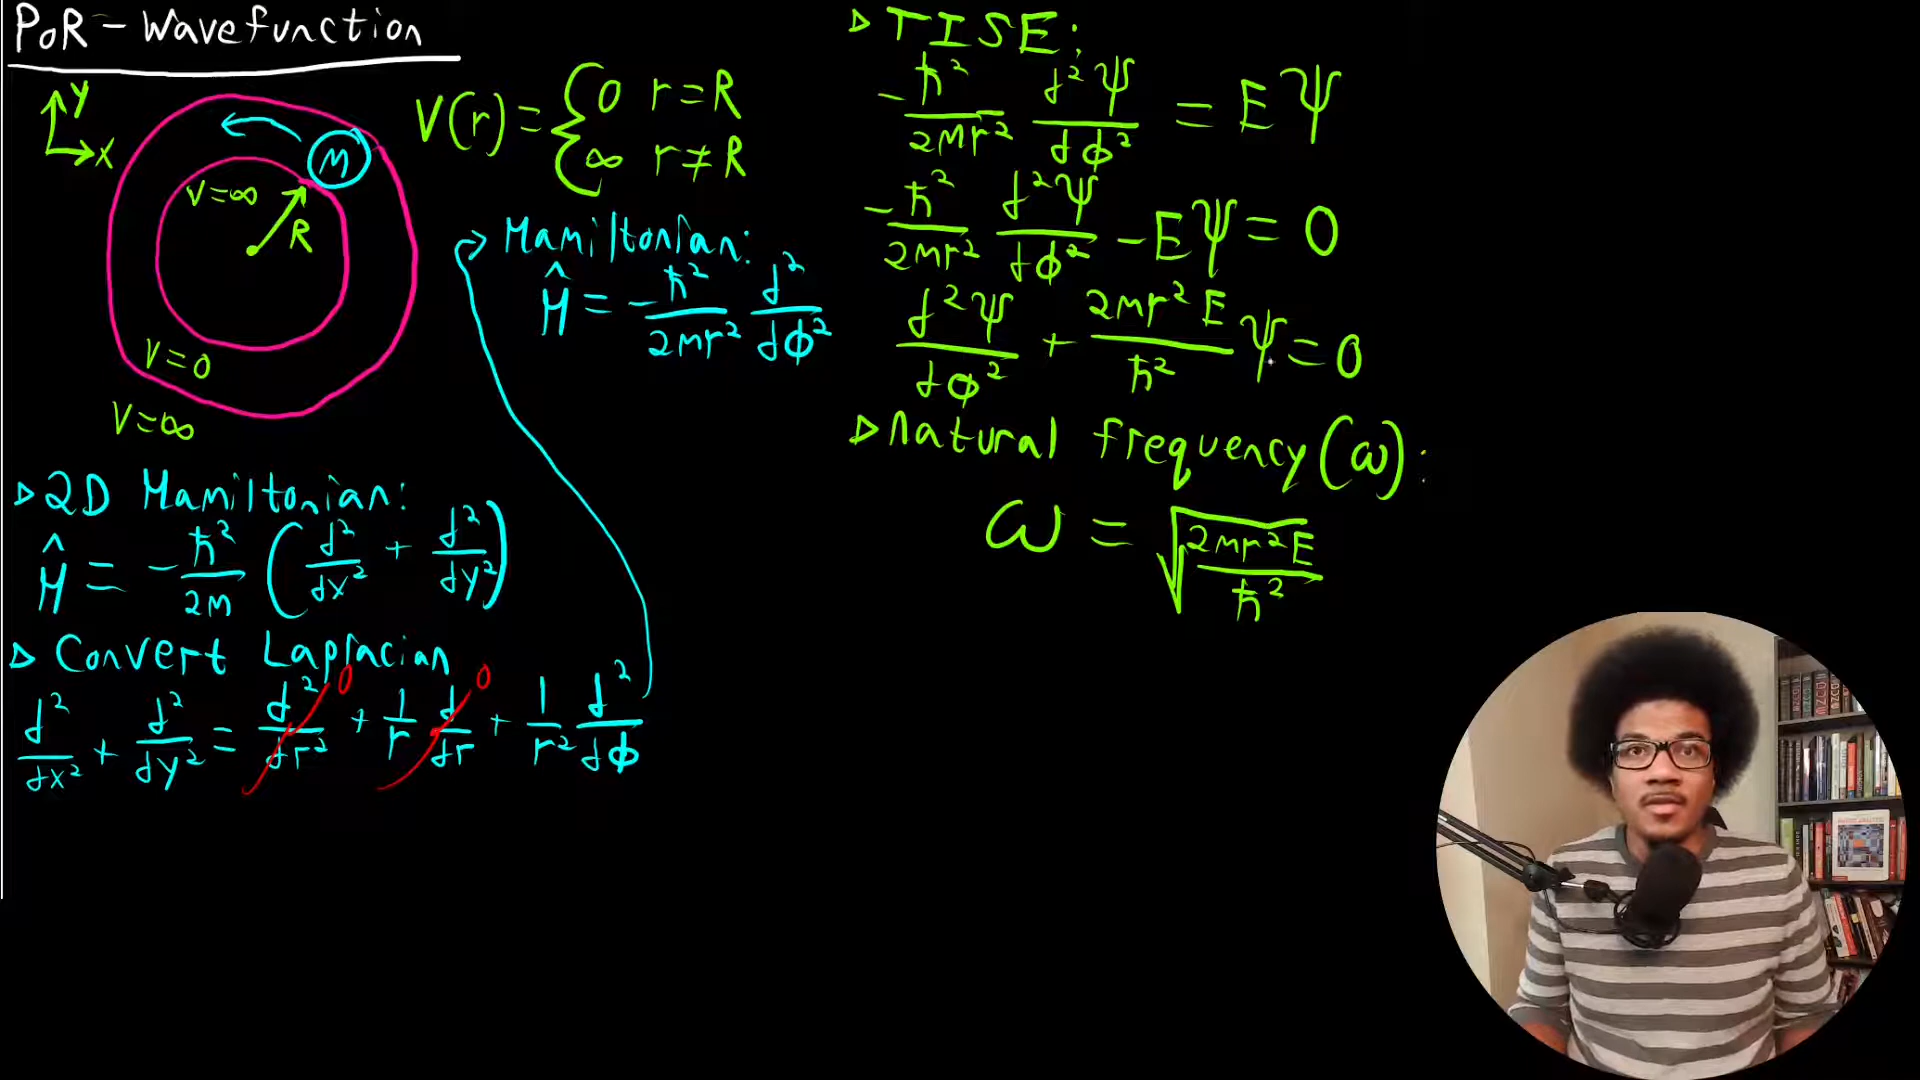 PoR - Wavefunction
Y
X
M
V=∞
R
V=0
V=∞
V(r) = { 0 r=R
∞ r≠R
▹ 2D Hamiltonian:
Ĥ = -ħ²/2m (d²/dx² + d²/dy²)
▹ Convert Laplacian
d²/dx² + d²/dy² = d²/dr² + 1/r d/dr + 1/r² d²/dϕ
0 0
Hamiltonian:
Ĥ = -ħ²/2mr² d²/dϕ²
▹ TISE:
-ħ²/2mr² d²Ψ/dϕ² = EΨ
-ħ²/2mr² d²Ψ/dϕ² - EΨ = 0
d²Ψ/dϕ² + 2mr²E/ħ² Ψ = 0
▹ Natural frequency (ω):
ω = √(2mr²E/ħ²)